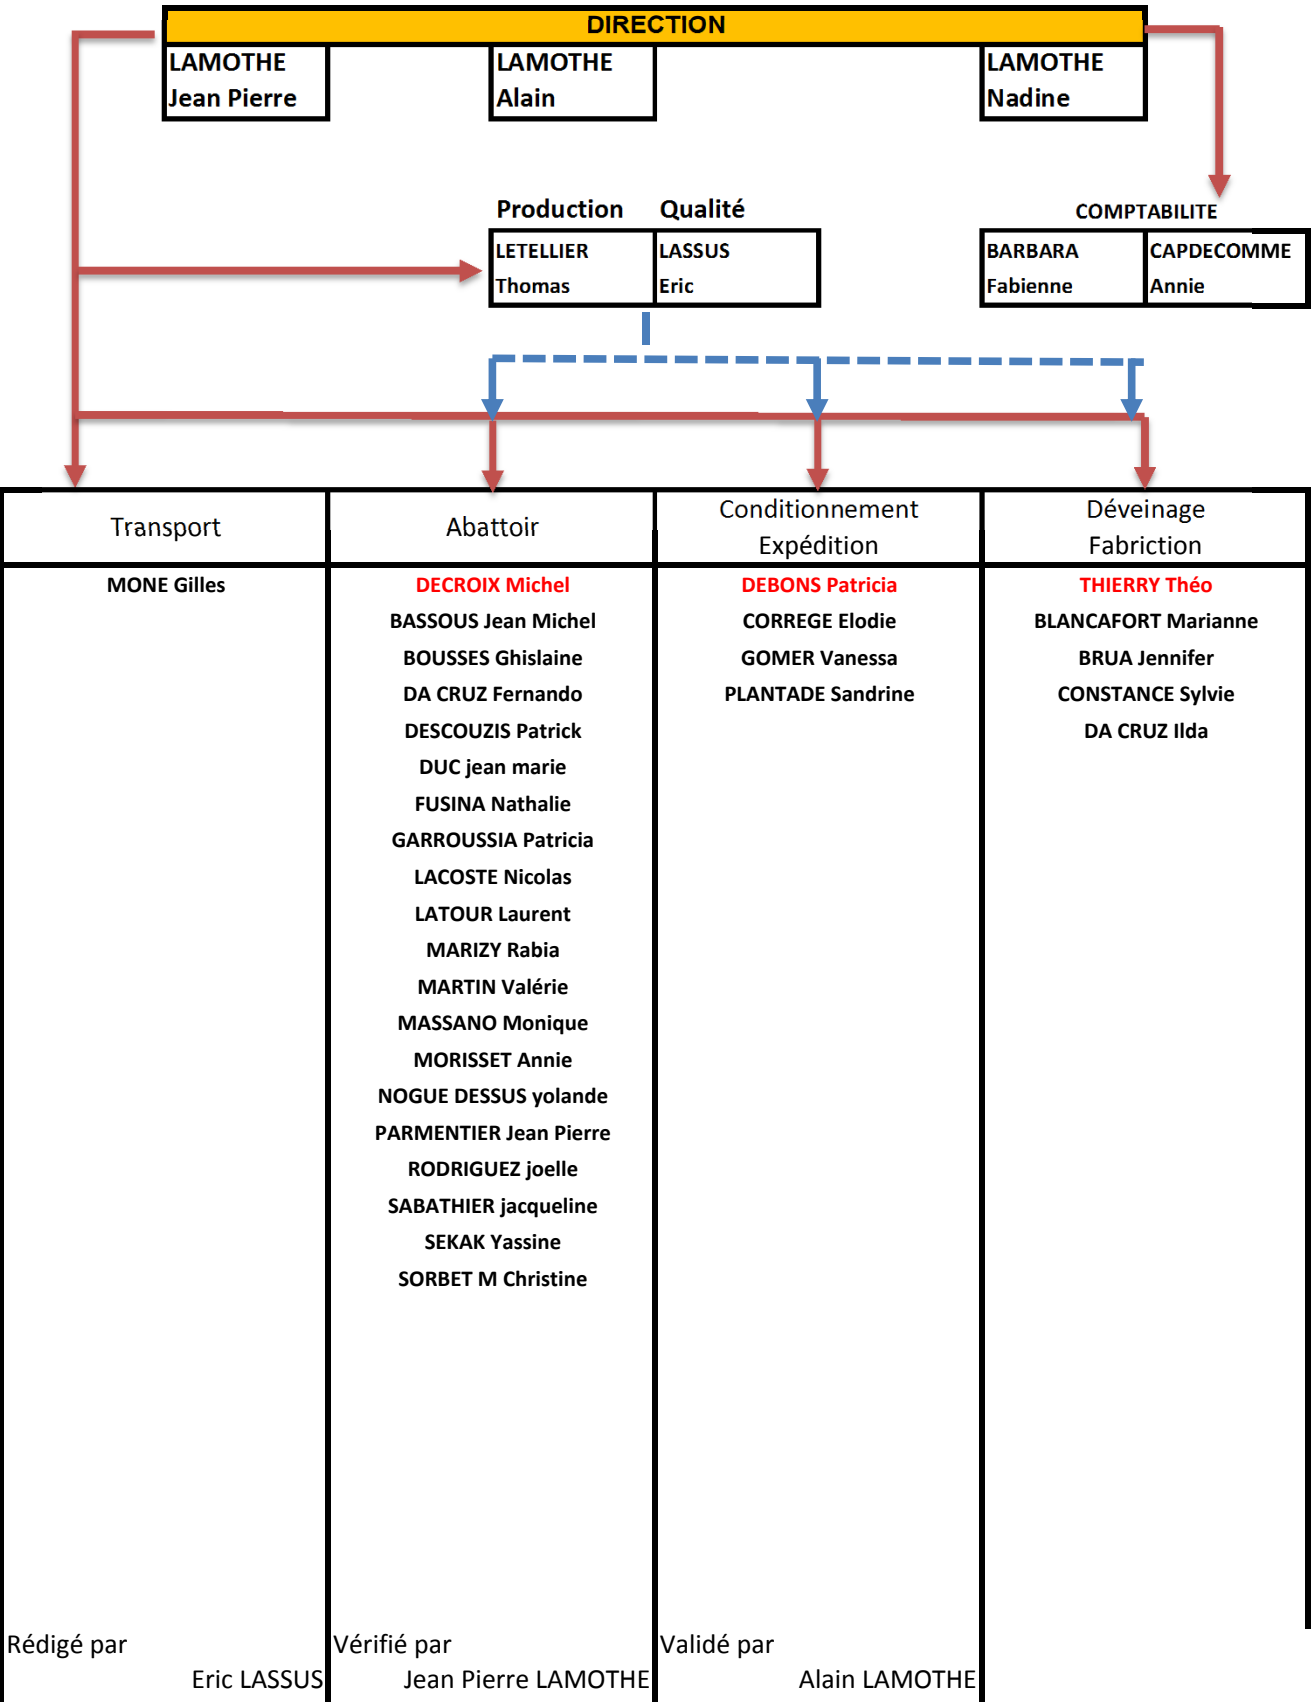 DIRECTION
LAMOTHE
Jean Pierre
LAMOTHE
Alain
LAMOTHE
Nadine
Production
Qualité
COMPTABILITE
LETELLIER
Thomas
LASSUS
Eric
BARBARA
Fabienne
CAPDECOMME
Annie
Transport
Abattoir
Conditionnement
Expédition
Déveinage
Fabriction
MONE Gilles
DECROIX Michel
BASSOUS Jean Michel
BOUSSES Ghislaine
DA CRUZ Fernando
DESCOUZIS Patrick
DUC jean marie
FUSINA Nathalie
GARROUSSIA Patricia
LACOSTE Nicolas
LATOUR Laurent
MARIZY Rabia
MARTIN Valérie
MASSANO Monique
MORISSET Annie
NOGUE DESSUS yolande
PARMENTIER Jean Pierre
RODRIGUEZ joelle
SABATHIER jacqueline
SEKAK Yassine
SORBET M Christine
DEBONS Patricia
CORREGE Elodie
GOMER Vanessa
PLANTADE Sandrine
THIERRY Théo
BLANCAFORT Marianne
BRUA Jennifer
CONSTANCE Sylvie
DA CRUZ Ilda
Rédigé par
Eric LASSUS
Vérifié par
Jean Pierre LAMOTHE
Validé par
Alain LAMOTHE